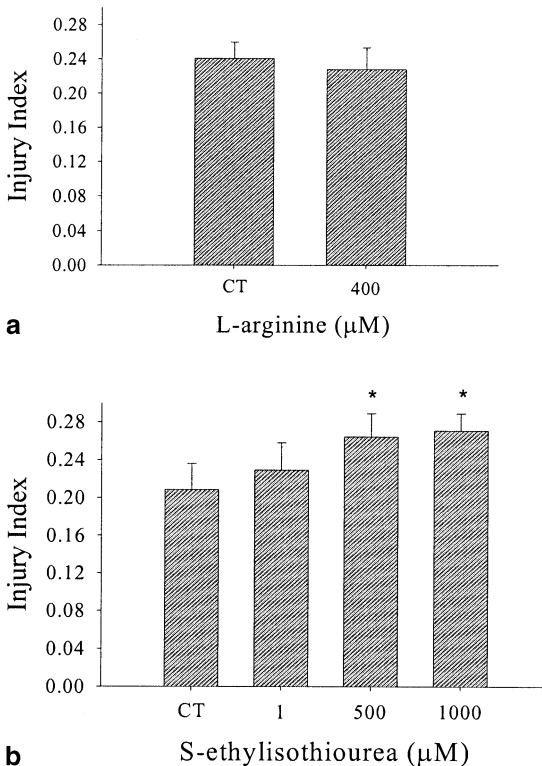 0.28
0.24
0.20
0.16
0.12
0.08
0.04
0.00
Injury Index
CT 400
a
L-arginine (µM)
* *
0.28
0.24
0.20
0.16
0.12
0.08
0.04
0.00
Injury Index
CT 1 500 1000
b
S-ethylisothiourea (µM)